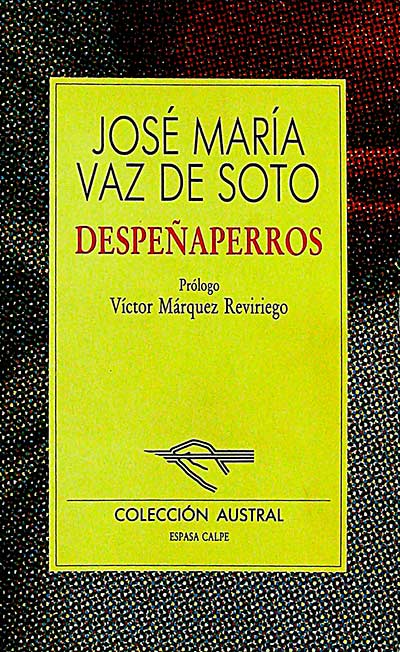 JOSÉ MARÍA
VAZ DE SOTO
DESPEÑAPERROS
Prólogo
Víctor Márquez Reviriego
COLECCIÓN AUSTRAL
ESPASA CALPE